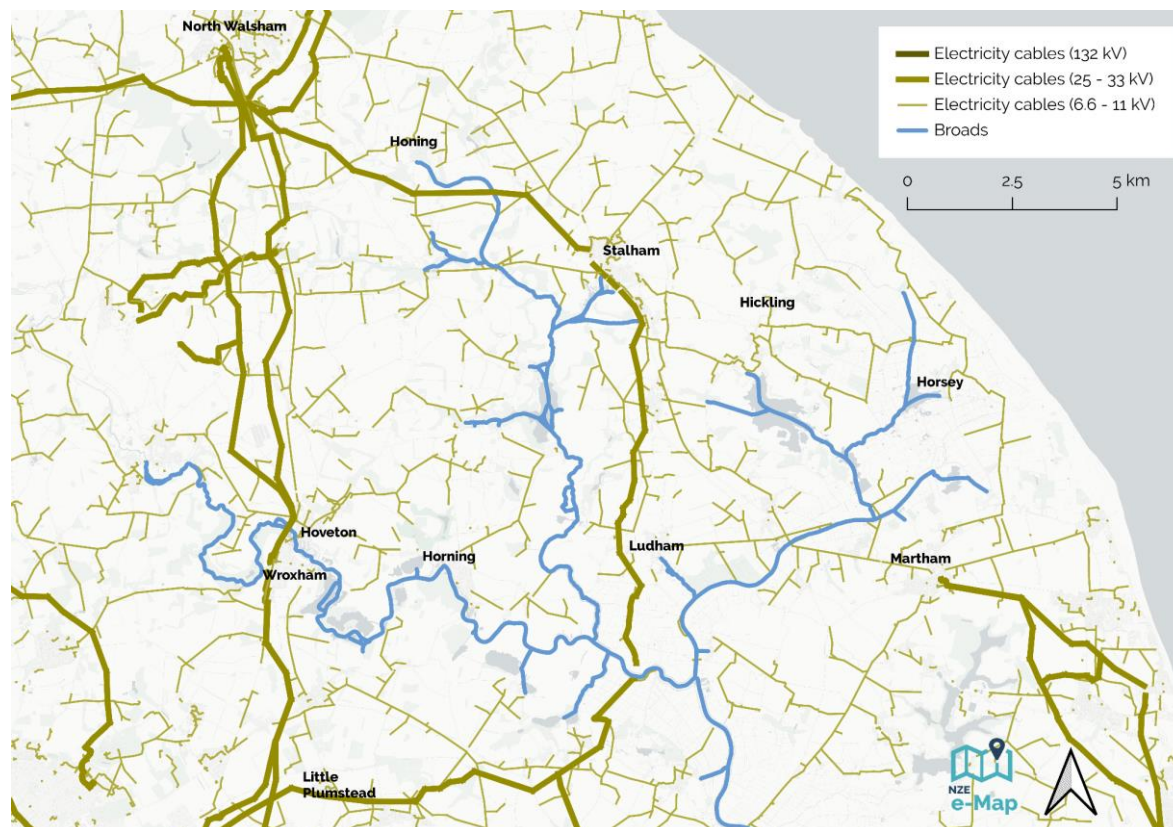 North Walsham
Electricity cables (132 kV)
Electricity cables (25 - 33 kV)
Electricity cables (6.6 - 11 kV)
Broads
0 2.5 5 km
Honing
Stalham
Hickling
Horsey
Hoveton
Wroxham
Horning
Ludham
Martham
Little
Plumstead
NZE
e-Map